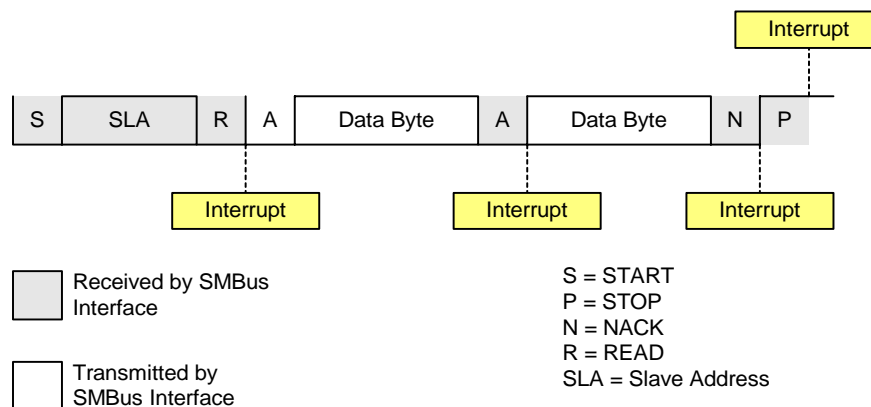 Interrupt
S SLA R A Data Byte A Data Byte N P
Interrupt Interrupt Interrupt
Received by SMBus
Interface
Transmitted by
SMBus Interface
S = START
P = STOP
N = NACK
R = READ
SLA = Slave Address